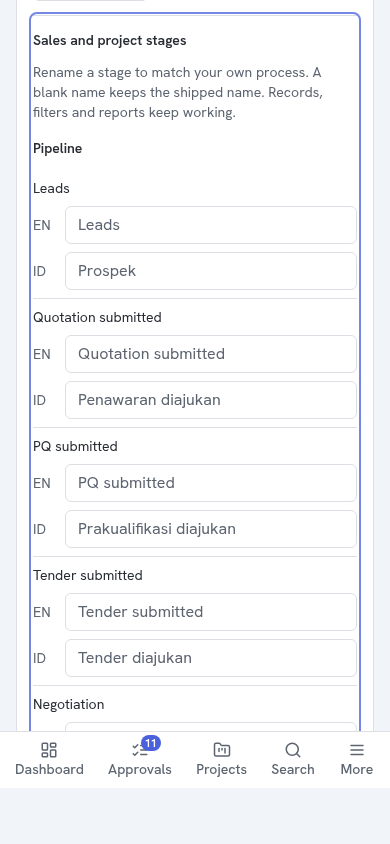 Sales and project stages
Rename a stage to match your own process. A
blank name keeps the shipped name. Records,
filters and reports keep working.
Pipeline
Leads
EN Leads
ID Prospek
Quotation submitted
EN Quotation submitted
ID Penawaran diajukan
PQ submitted
EN PQ submitted
ID Prakualifikasi diajukan
Tender submitted
EN Tender submitted
ID Tender diajukan
Negotiation
11
Dashboard Approvals Projects Search More